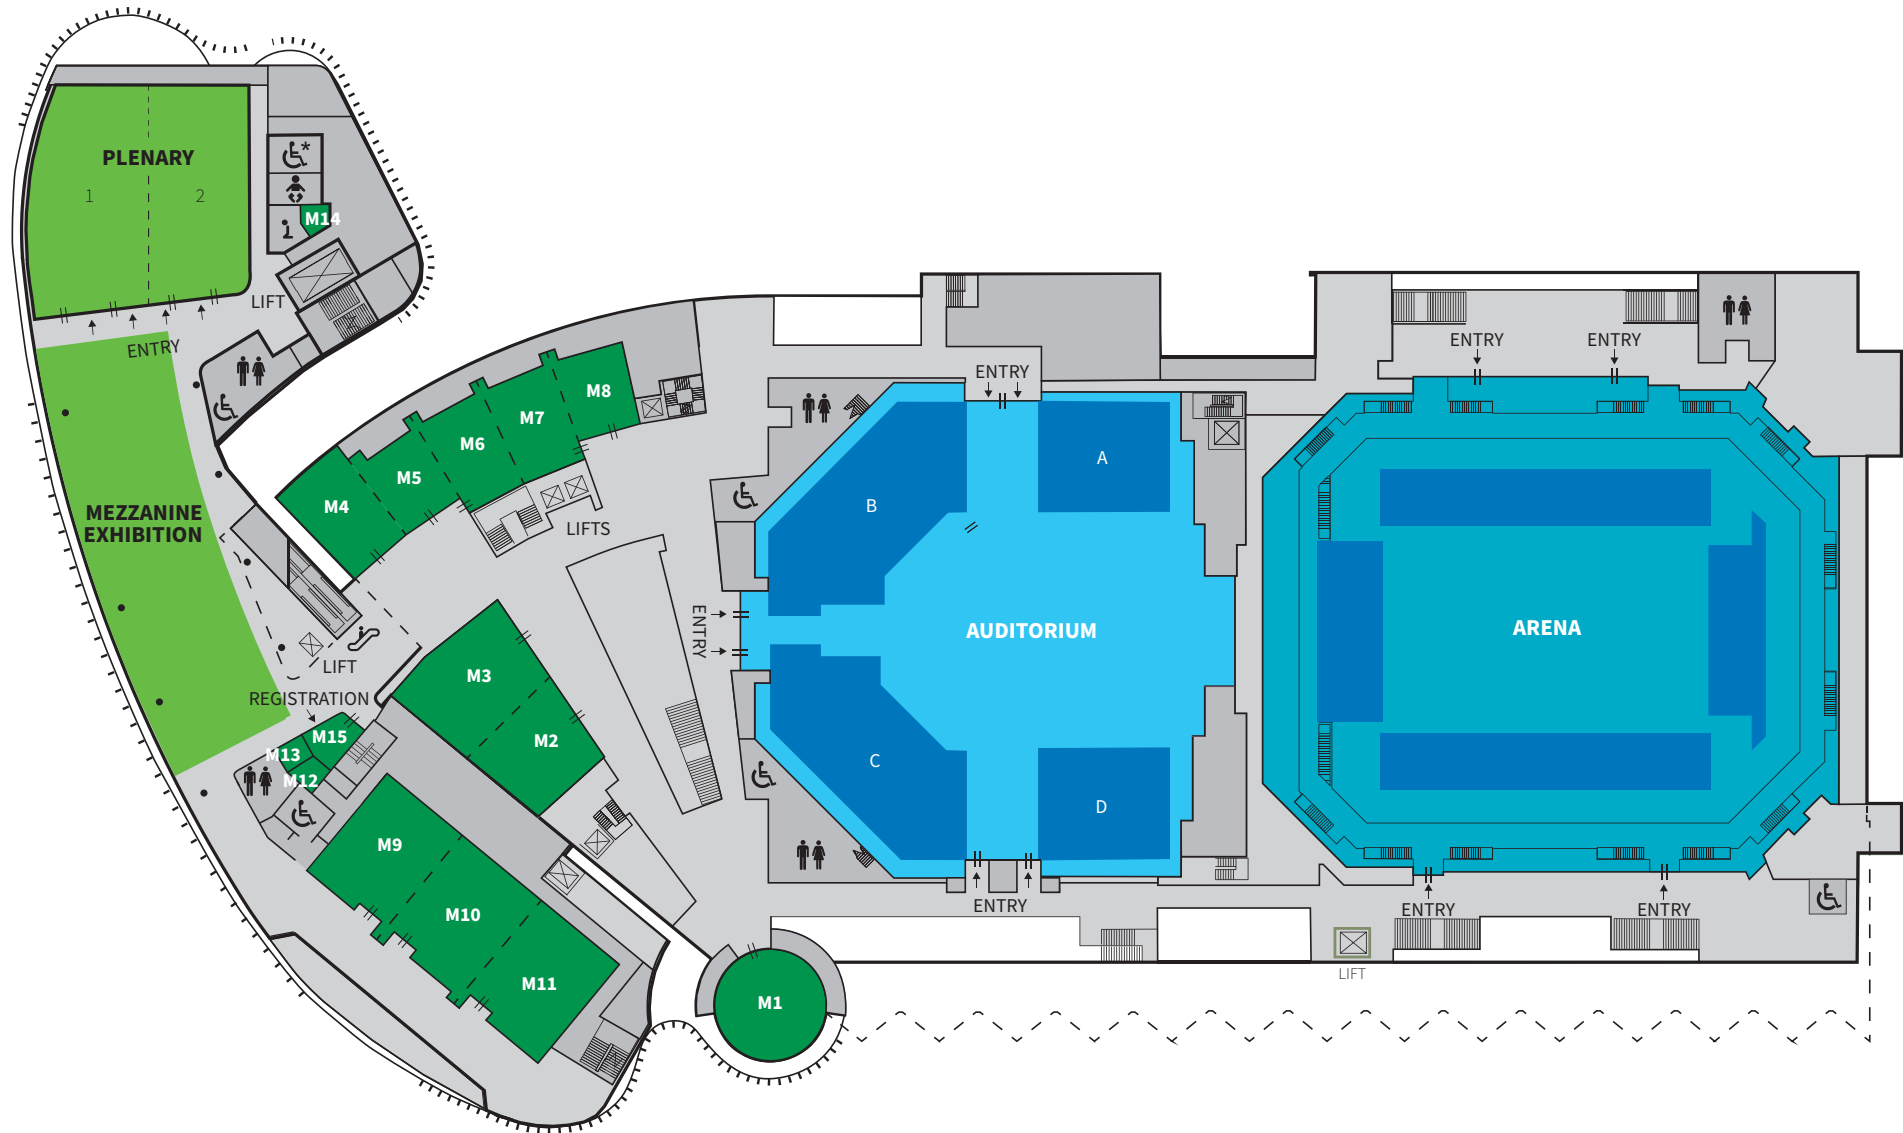 PLENARY
1
2
*
M14
LIFT
ENTRY
MEZZANINE
EXHIBITION
M4
M5
M6
M7
M8
LIFTS
LIFT
REGISTRATION
M3
M2
M15
M13
M12
M9
M10
M11
M1
ENTRY
A
B
ENTRY
AUDITORIUM
C
D
ENTRY
ENTRY
ENTRY
ARENA
ENTRY
ENTRY
LIFT